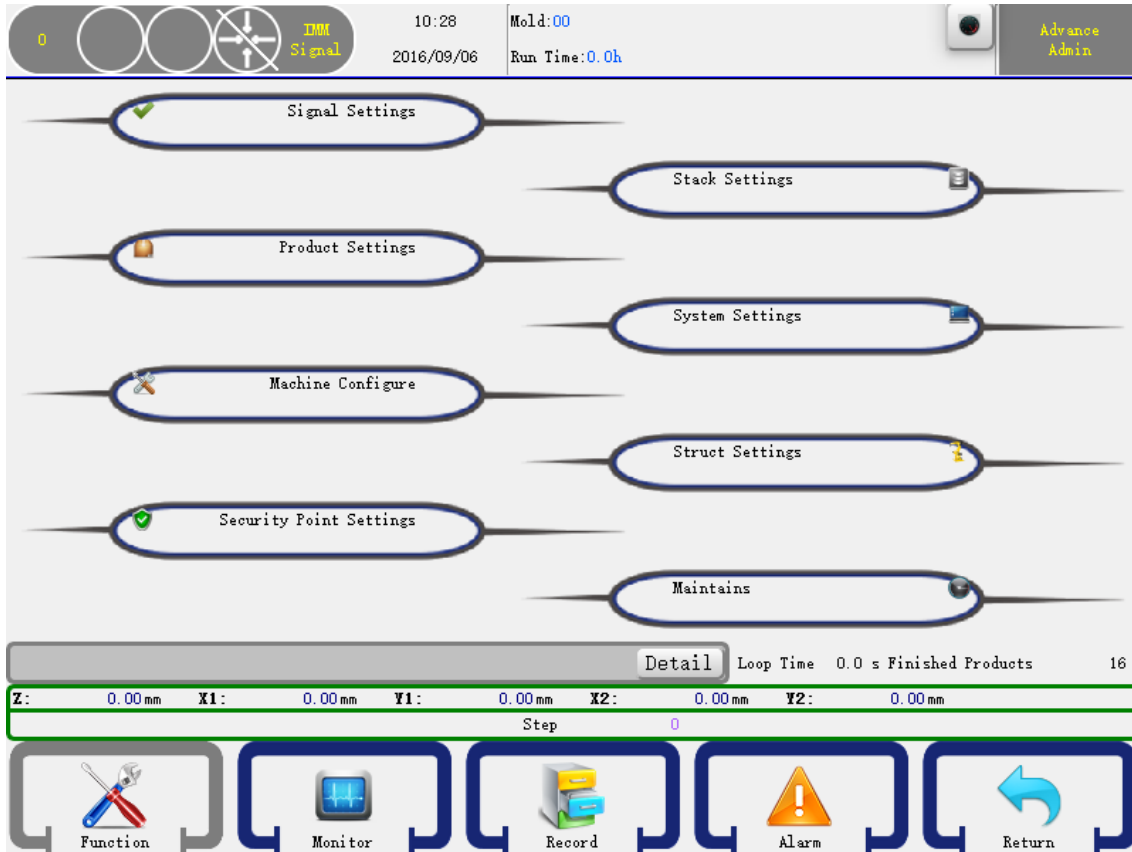 0
IMM
Signal
10:28
2016/09/06
Mold:00
Run Time:0.0h
Advance
Admin
Signal Settings
Stack Settings
Product Settings
System Settings
Machine Configure
Struct Settings
Security Point Settings
Maintains
Detail Loop Time 0.0 s Finished Products 16
Z: 0.00mm X1: 0.00mm Y1: 0.00mm X2: 0.00mm Y2: 0.00mm
Step 0
Function Monitor Record Alarm Return